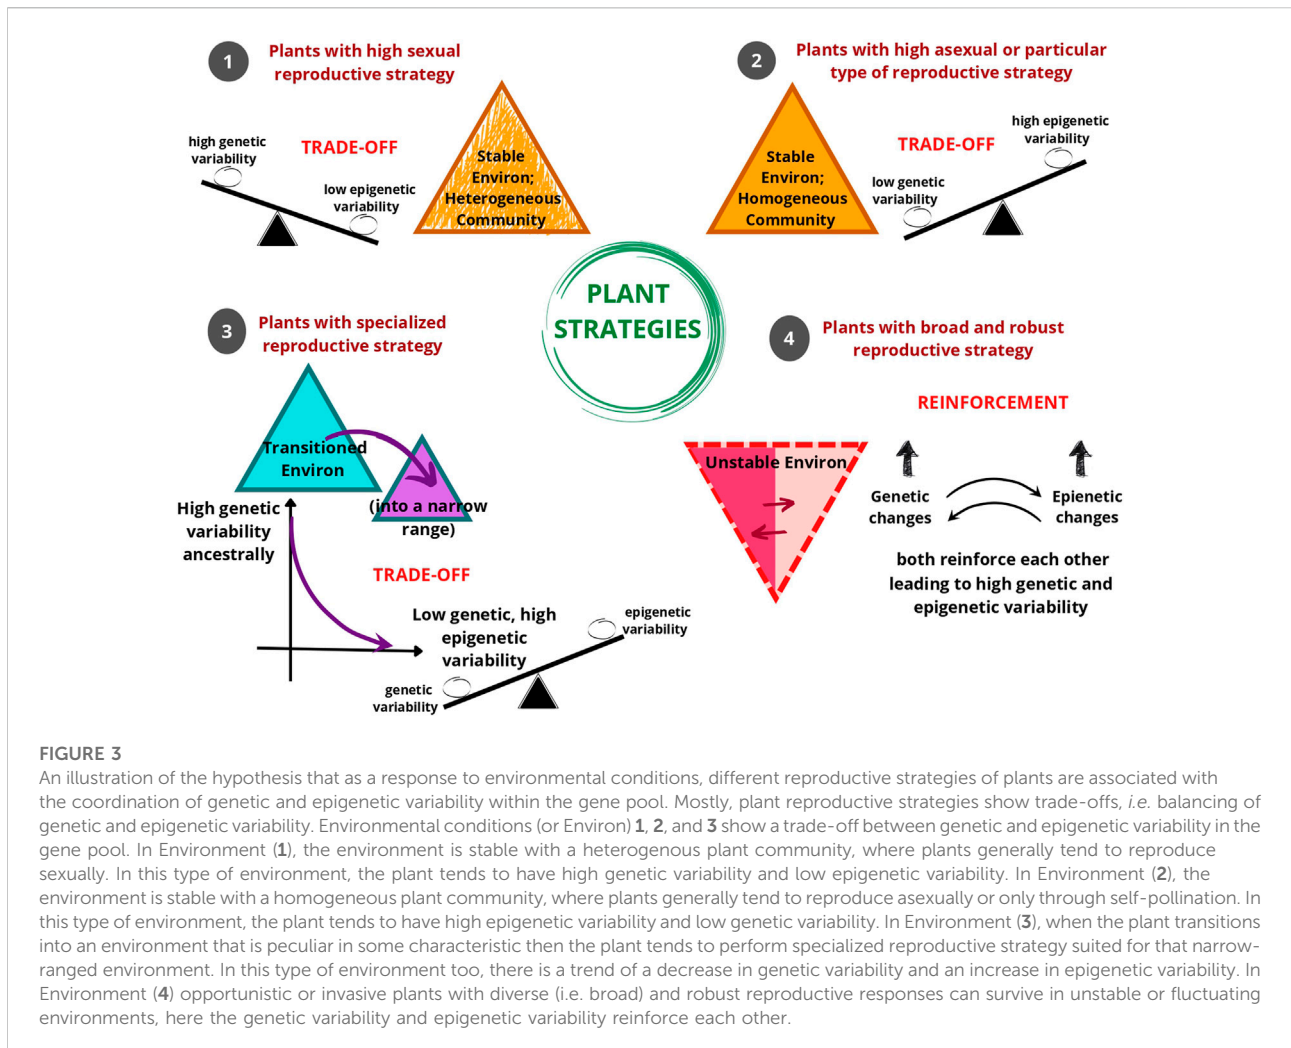 1
Plants with high sexual
reproductive strategy
high genetic
variability
TRADE-OFF
low epigenetic
variability
Stable
Environ;
Heterogeneous
Community
2
Plants with high asexual or particular
type of reproductive strategy
Stable
Environ;
Homogeneous
Community
TRADE-OFF
high epigenetic
variability
low genetic
variability
PLANT
STRATEGIES
3
Plants with specialized
reproductive strategy
Transitioned
Environ
(into a narrow
range)
High genetic
variability
ancestrally
TRADE-OFF
Low genetic, high
epigenetic
variability
epigenetic
variability
genetic
variability
4
Plants with broad and robust
reproductive strategy
REINFORCEMENT
Unstable Environ
Genetic
changes
Epienetic
changes
both reinforce each other
leading to high genetic and
epigenetic variability
FIGURE 3
An illustration of the hypothesis that as a response to environmental conditions, different reproductive strategies of plants are associated with
the coordination of genetic and epigenetic variability within the gene pool. Mostly, plant reproductive strategies show trade-offs, i.e. balancing of
genetic and epigenetic variability. Environmental conditions (or Environ) 1, 2, and 3 show a trade-off between genetic and epigenetic variability in the
gene pool. In Environment (1), the environment is stable with a heterogenous plant community, where plants generally tend to reproduce
sexually. In this type of environment, the plant tends to have high genetic variability and low epigenetic variability. In Environment (2), the
environment is stable with a homogeneous plant community, where plants generally tend to reproduce asexually or only through self-pollination. In
this type of environment, the plant tends to have high epigenetic variability and low genetic variability. In Environment (3), when the plant transitions
into an environment that is peculiar in some characteristic then the plant tends to perform specialized reproductive strategy suited for that narrow-
ranged environment. In this type of environment too, there is a trend of a decrease in genetic variability and an increase in epigenetic variability. In
Environment (4) opportunistic or invasive plants with diverse (i.e. broad) and robust reproductive responses can survive in unstable or fluctuating
environments, here the genetic variability and epigenetic variability reinforce each other.